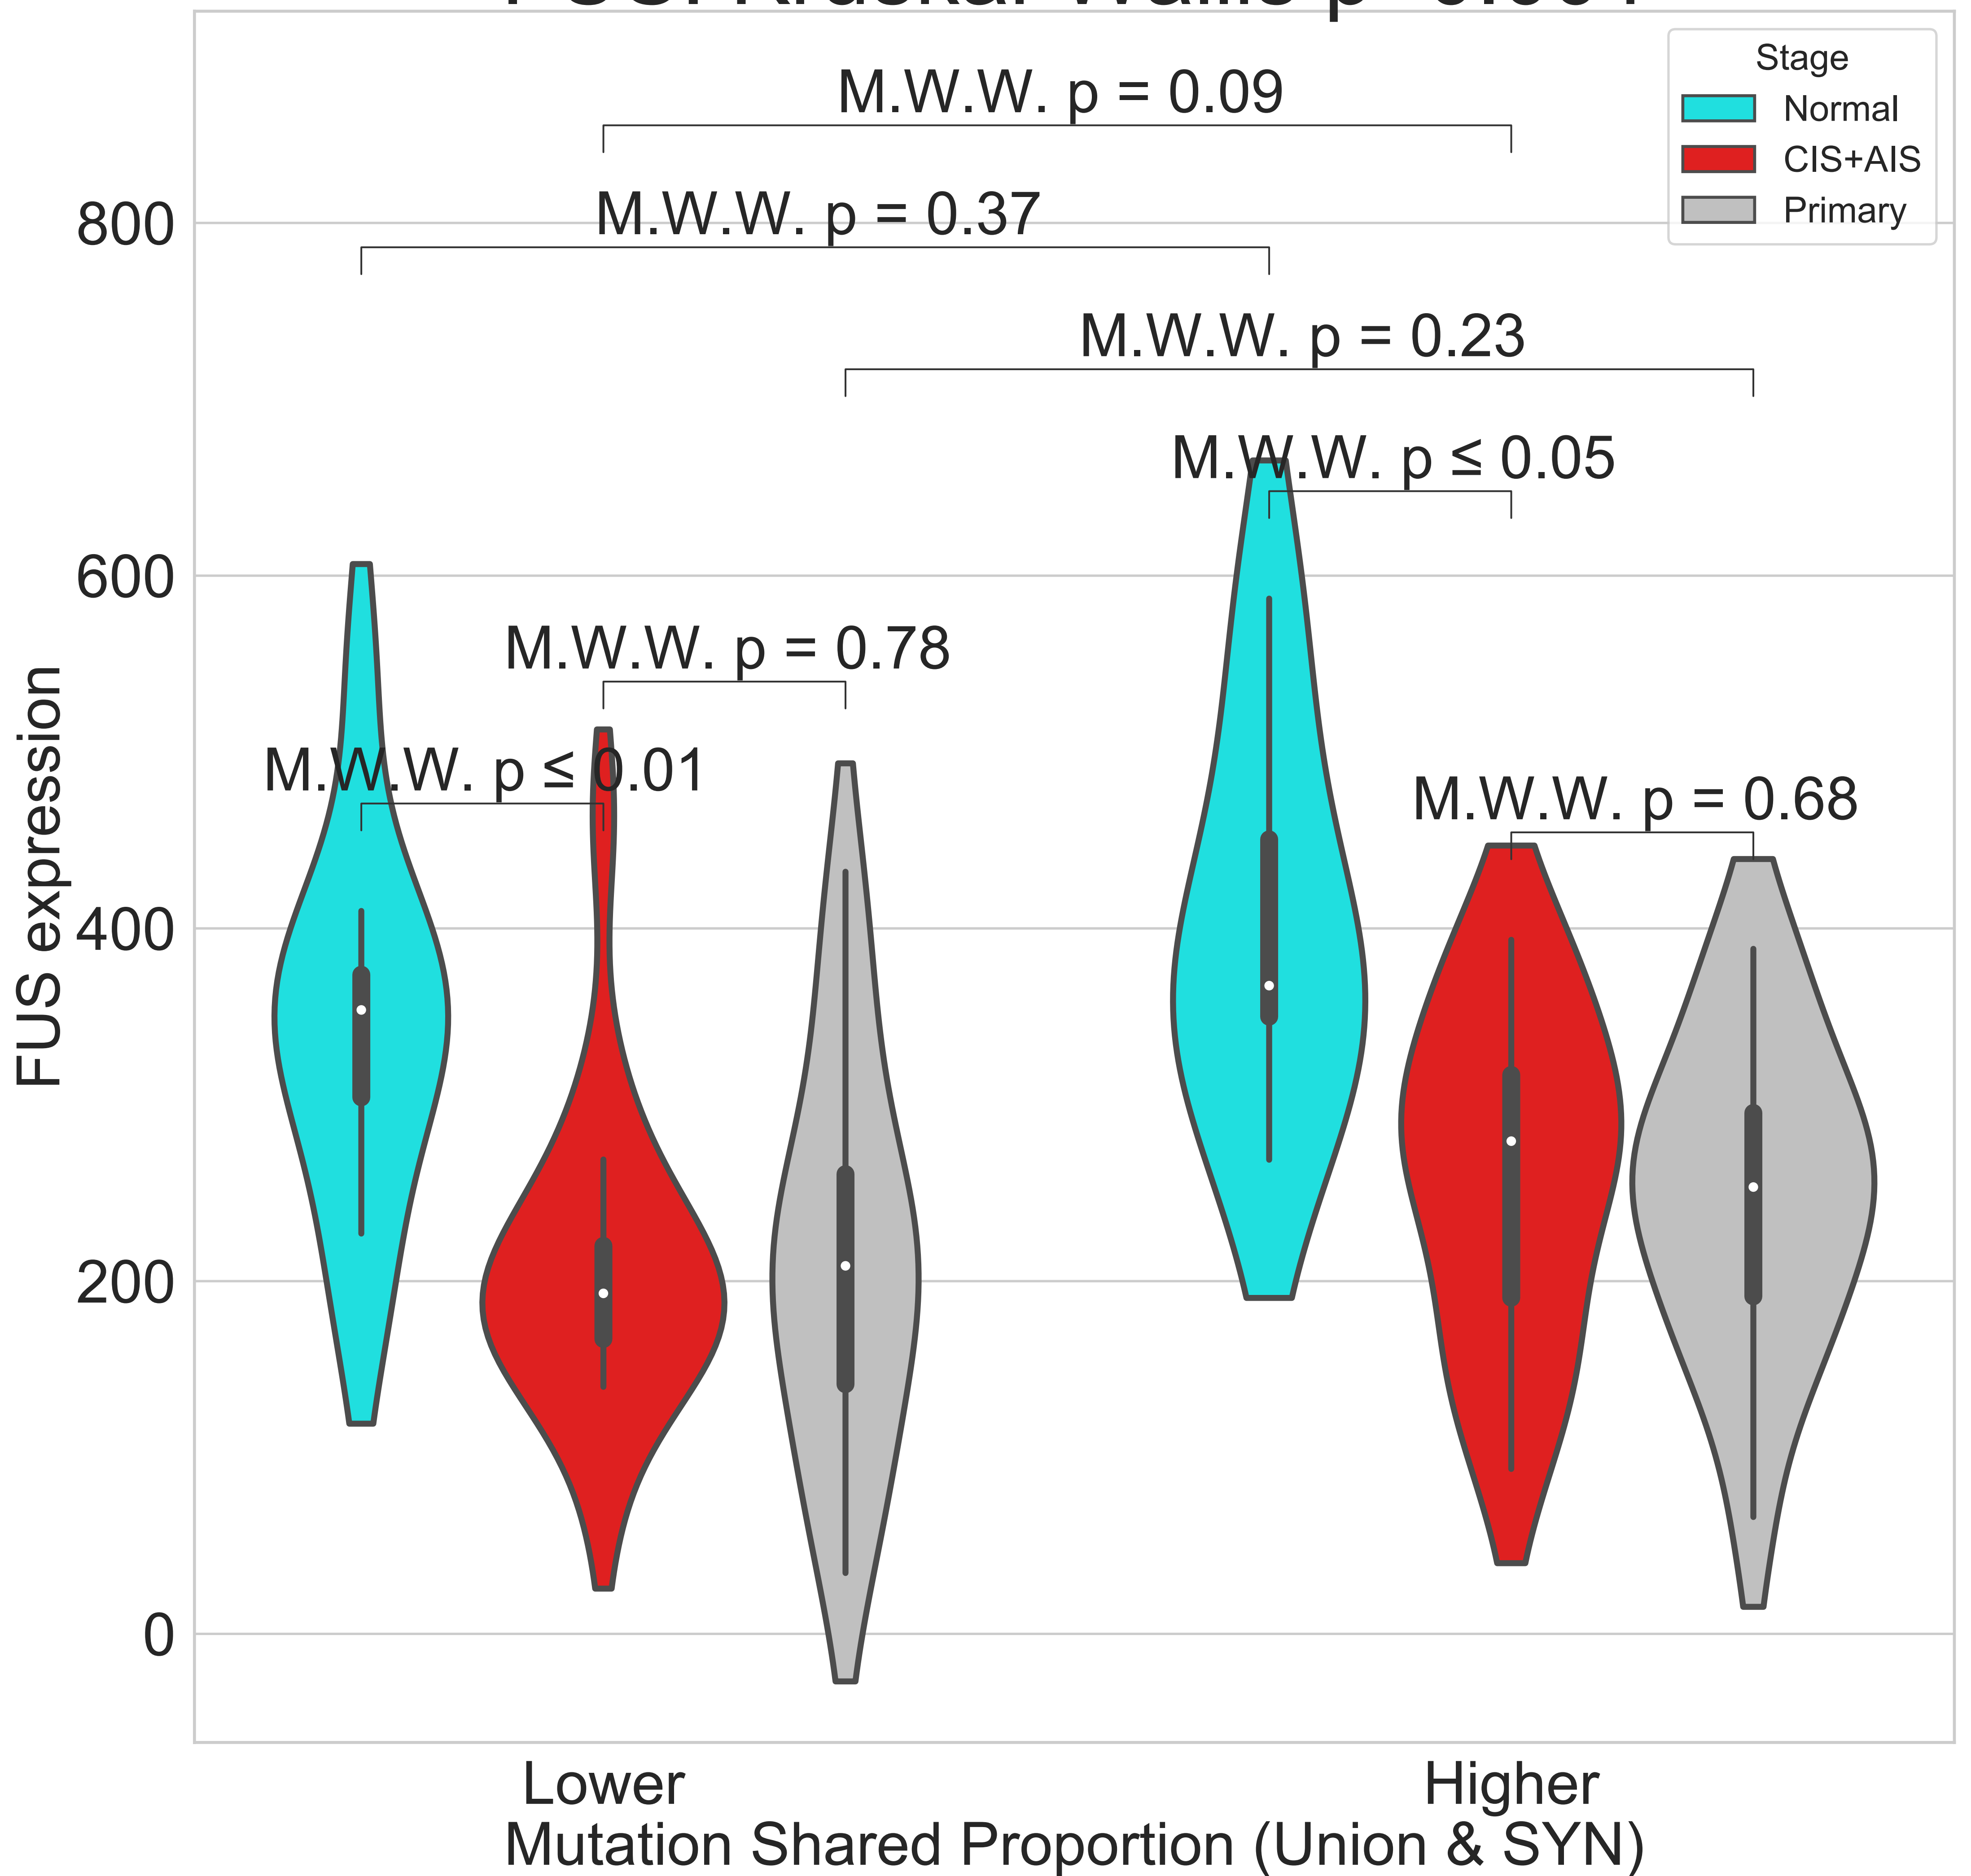 Stage
Normal
CIS+AIS
Primary
M.W.W. p = 0.09
M.W.W. p = 0.37
M.W.W. p = 0.23
M.W.W. p ≤ 0.05
M.W.W. p = 0.78
M.W.W. p ≤ 0.01
M.W.W. p = 0.68
800
600
400
200
0
FUS expression
Lower
Higher
Mutation Shared Proportion (Union & SYN)